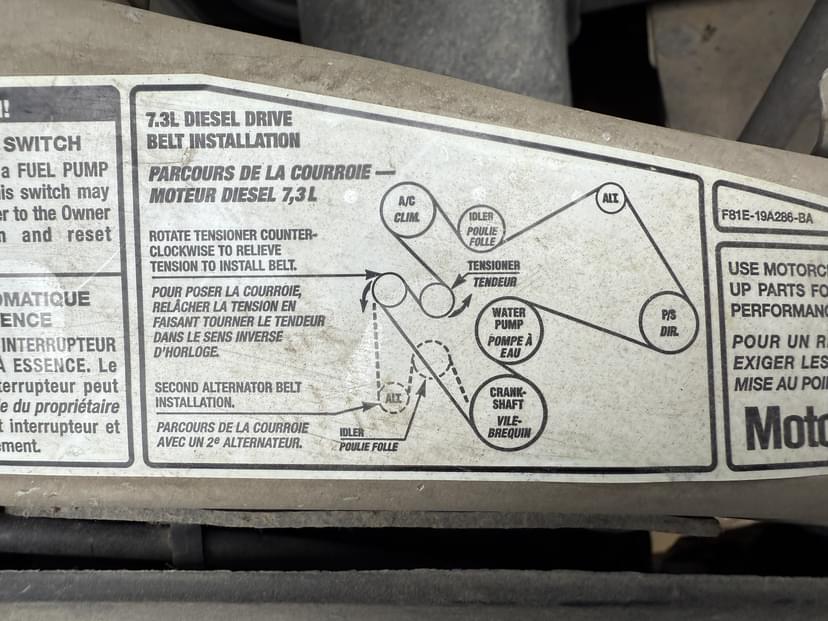 !
SWITCH
a FUEL PUMP
his switch may
er to the Owner
n and reset
OMATIQUE
ENCE
INTERRUPTEUR
À ESSENCE. Le
terrupteur peut
le du propriétaire
t interrupteur et
ement.
7.3L DIESEL DRIVE
BELT INSTALLATION
PARCOURS DE LA COURROIE —
MOTEUR DIESEL 7,3 L
ROTATE TENSIONER COUNTER-
CLOCKWISE TO RELIEVE
TENSION TO INSTALL BELT.
POUR POSER LA COURROIE,
RELÂCHER LA TENSION EN
FAISANT TOURNER LE TENDEUR
DANS LE SENS INVERSE
D'HORLOGE.
SECOND ALTERNATOR BELT
INSTALLATION.
PARCOURS DE LA COURROIE
AVEC UN 2e ALTERNATEUR.
A/C
CLIM.
IDLER
POULIE
FOLLE
ALT.
TENSIONER
TENDEUR
WATER
PUMP
POMPE À
EAU
P/S
DIR.
ALT.
IDLER
POULIE FOLLE
CRANK-
SHAFT
VILE-
BREQUIN
F81E-19A286-BA
USE MOTORC
UP PARTS FO
PERFORMANC
POUR UN R
EXIGER LES
MISE AU POI
Moto